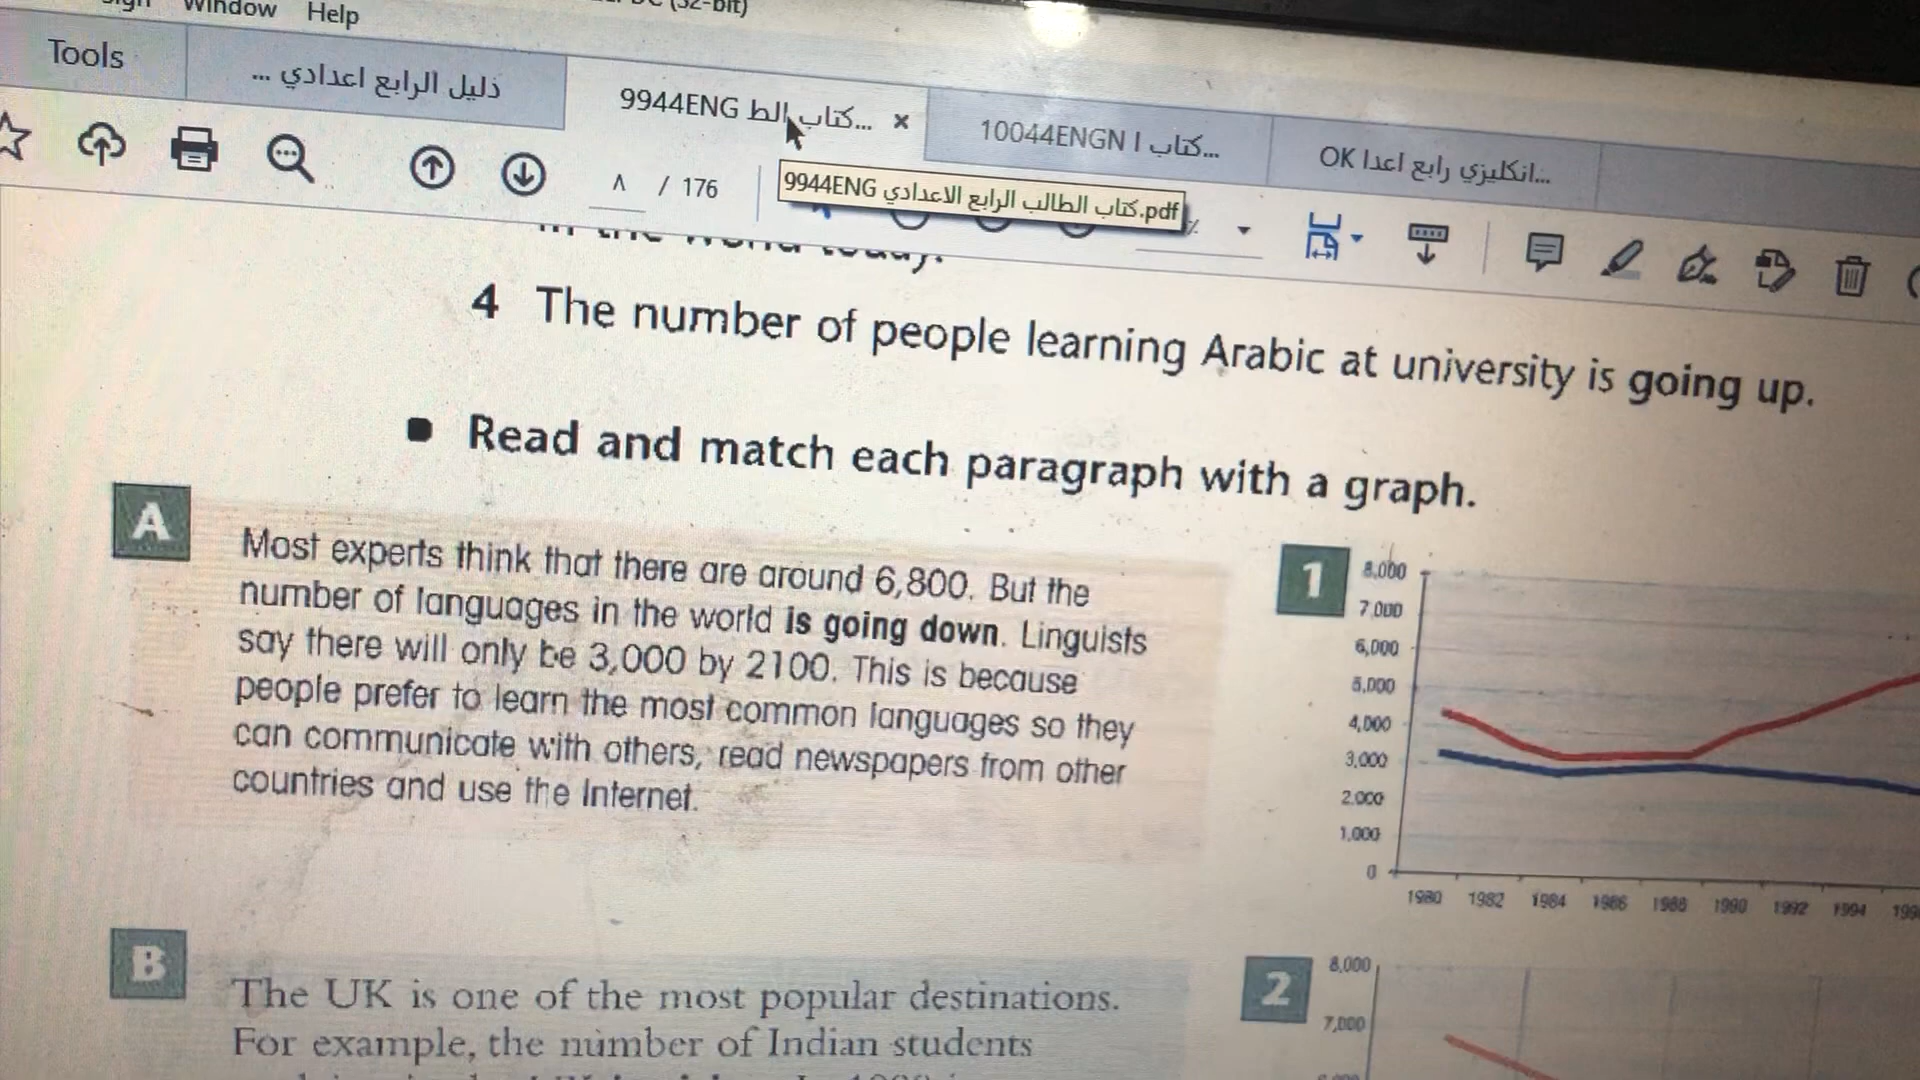 Window Help
(32-bit)
Tools
دليل الرابع اعدادي ...
9944ENG كتاب الط...
10044ENGN كتاب ا...
OK انكليزي رابع اعدا...
٨ / 176
9944ENG كتاب الطالب الرابع الاعدادي.pdf
in the world today.
4 The number of people learning Arabic at university is going up.
Read and match each paragraph with a graph.
A
Most experts think that there are around 6,800. But the
number of languages in the world is going down. Linguists
say there will only be 3,000 by 2100. This is because
people prefer to learn the most common languages so they
can communicate with others, read newspapers from other
countries and use the Internet.
1
8,000
7,000
6,000
5,000
4,000
3,000
2,000
1,000
0
1980 1982 1984 1986 1988 1990 1992 1994
B
The UK is one of the most popular destinations.
For example, the number of Indian students
2
8,000
7,000